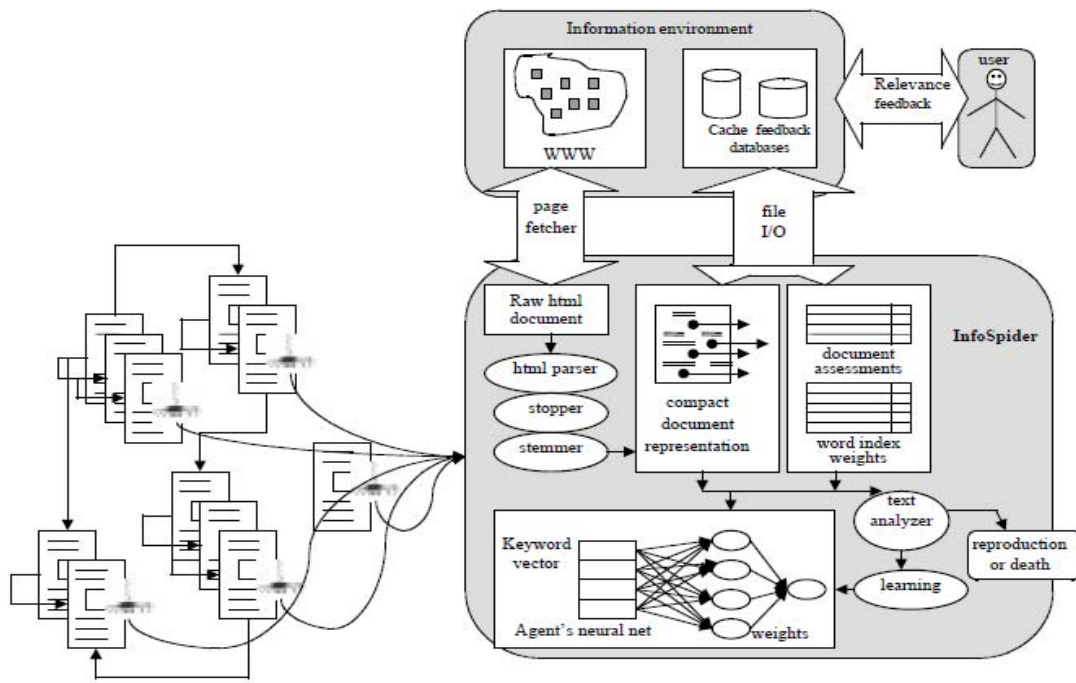 Information environment
WWW
Cache feedback
databases
Relevance
feedback
user
page
fetcher
file
I/O
Raw html
document
html parser
stopper
stemmer
compact
document
representation
document
assessments
word index
weights
InfoSpider
text
analyzer
reproduction
or death
learning
Keyword
vector
Agent's neural net
weights